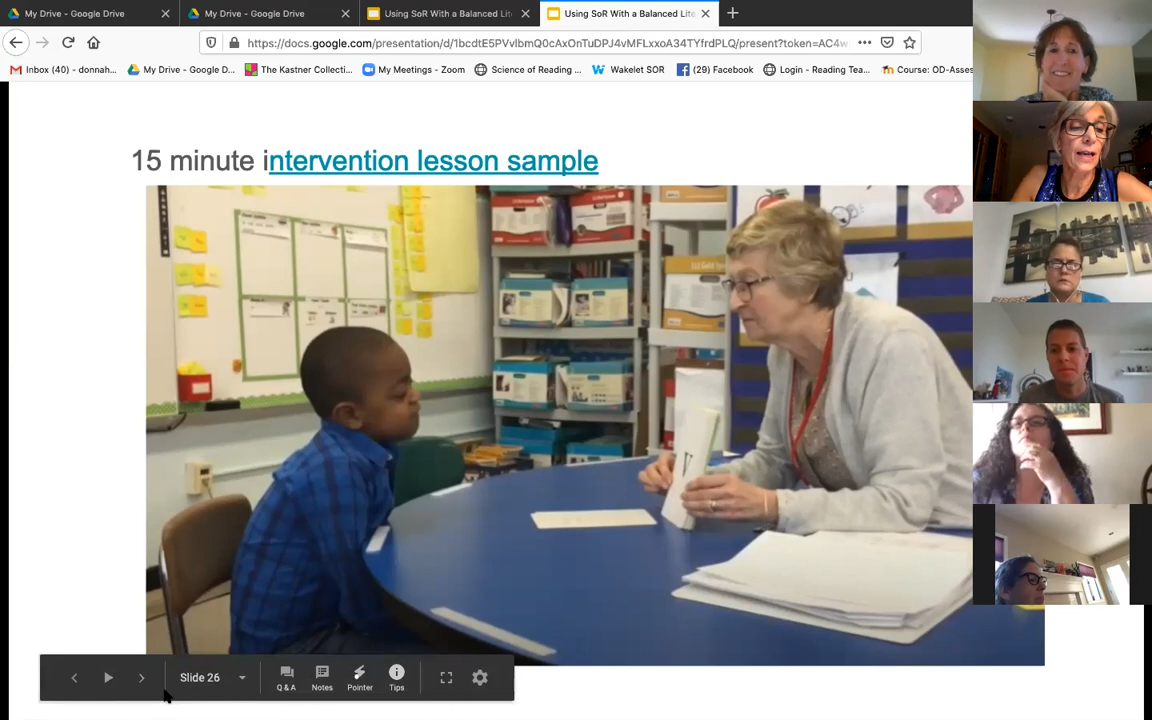 My Drive - Google Drive
My Drive - Google Drive
Using SoR With a Balanced Lit
Using SoR With a Balanced Lite
https://docs.google.com/presentation/d/1bcdtE5PVvlbmQ0cAxOnTuDPJ4vMFLxxoA34TYfrdPLQ/present?token=AC4w
Inbox (40) - donnah...
My Drive - Google D...
The Kastner Collecti...
My Meetings - Zoom
Science of Reading ...
Wakelet SOR
(29) Facebook
Login - Reading Tea...
Course: OD-Asses
15 minute intervention lesson sample
Slide 26
Q & A
Notes
Pointer
Tips